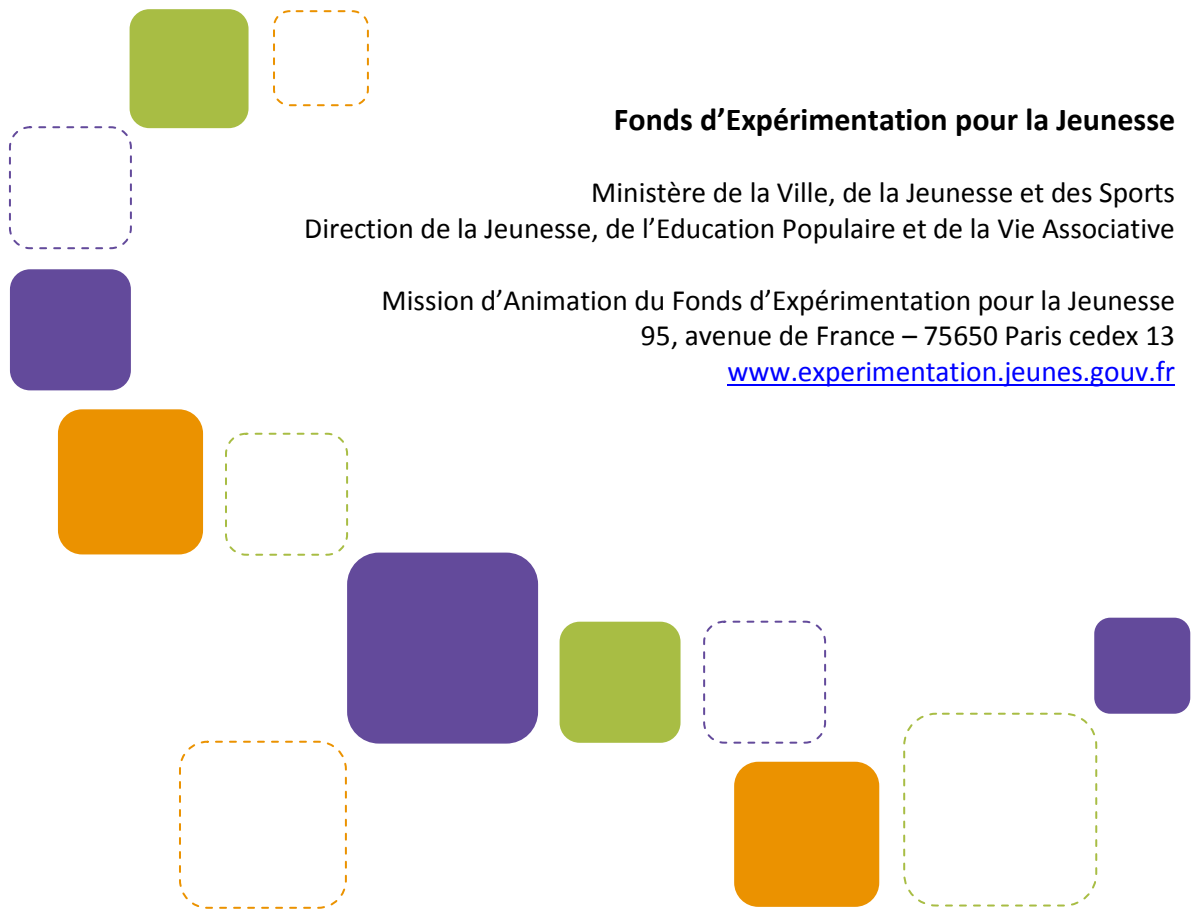 Fonds d’Expérimentation pour la Jeunesse
Ministère de la Ville, de la Jeunesse et des Sports
Direction de la Jeunesse, de l’Education Populaire et de la Vie Associative
Mission d’Animation du Fonds d’Expérimentation pour la Jeunesse
95, avenue de France – 75650 Paris cedex 13
www.experimentation.jeunes.gouv.fr